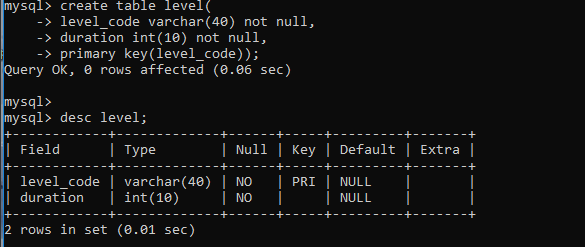 mysql> create table level(
    -> level_code varchar(40) not null,
    -> duration int(10) not null,
    -> primary key(level_code));
Query OK, 0 rows affected (0.06 sec)
mysql>
mysql> desc level;
+------------+-------------+------+-----+---------+-------+
| Field      | Type        | Null | Key | Default | Extra |
+------------+-------------+------+-----+---------+-------+
| level_code | varchar(40) | NO   | PRI | NULL    |       |
| duration   | int(10)     | NO   |     | NULL    |       |
+------------+-------------+------+-----+---------+-------+
2 rows in set (0.01 sec)